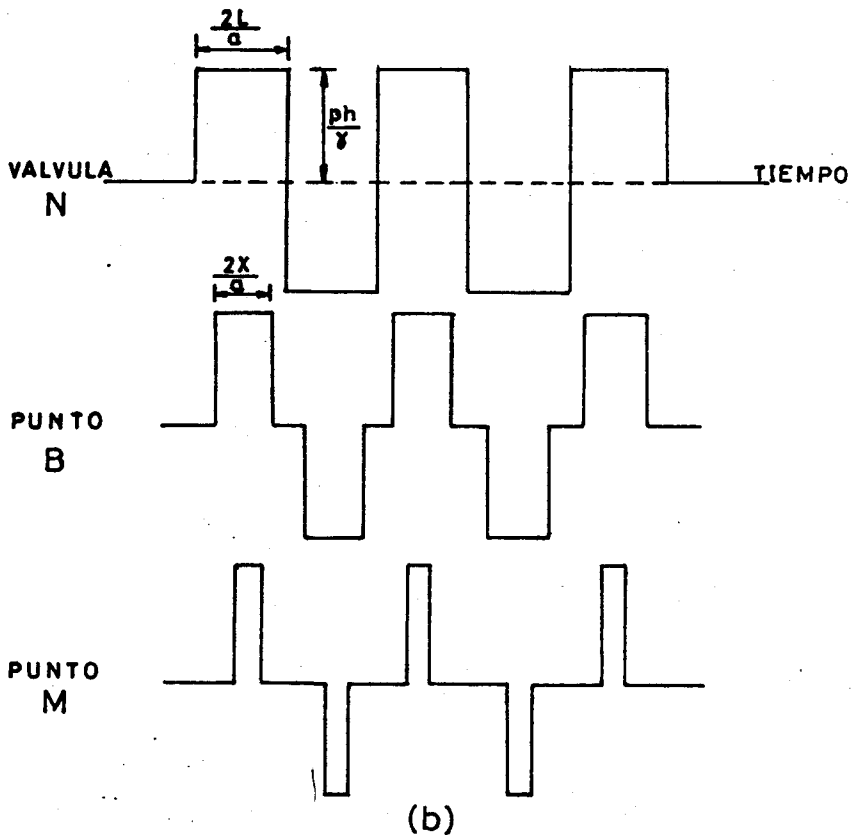 2L
a
ph
γ
VALVULA
N
TIEMPO
2X
a
PUNTO
B
PUNTO
M
(b)